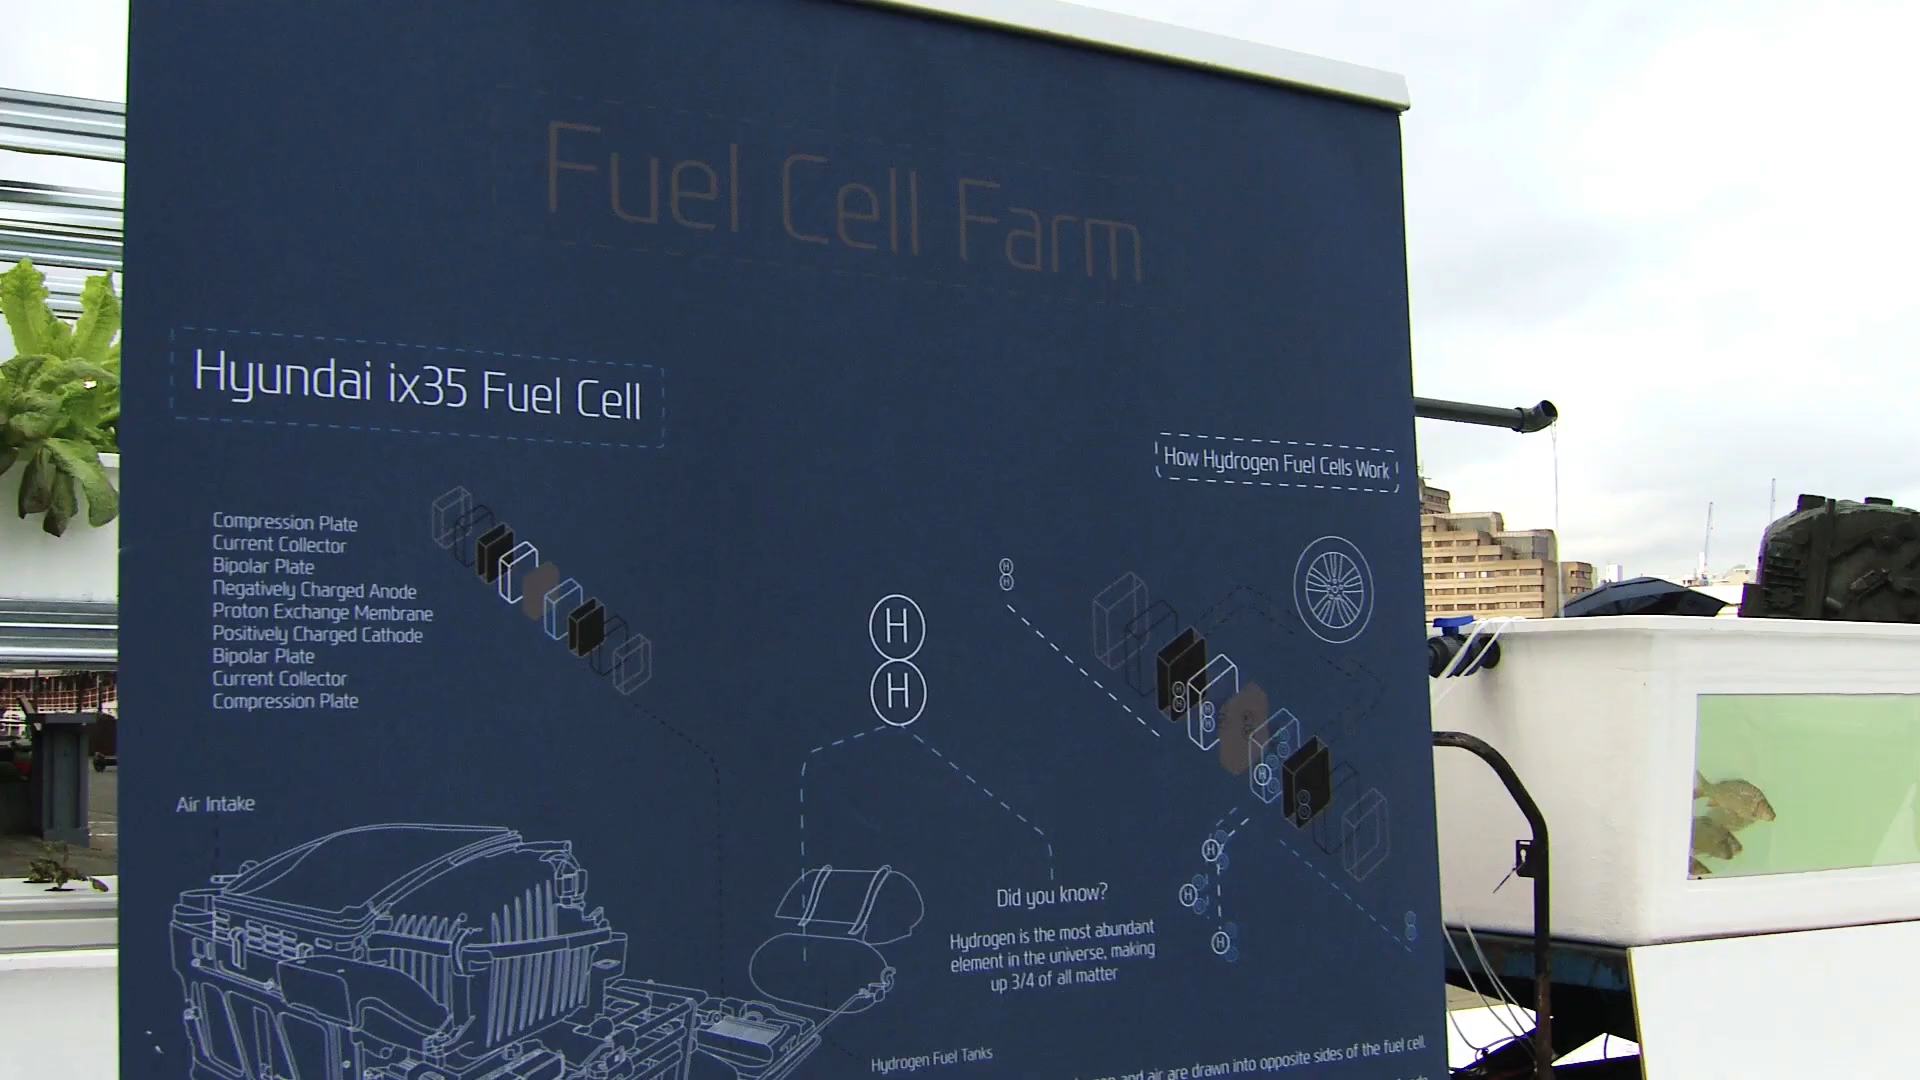 Fuel Cell Farm
Hyundai ix35 Fuel Cell
How Hydrogen Fuel Cells Work
Compression Plate
Current Collector
Bipolar Plate
Negatively Charged Anode
Proton Exchange Membrane
Positively Charged Cathode
Bipolar Plate
Current Collector
Compression Plate
H
H
H
H
H
H
H
H
Air Intake
Did you know?
Hydrogen is the most abundant
element in the universe, making
up 3/4 of all matter
Hydrogen Fuel Tanks
and air are drawn into opposite sides of the fuel cell.